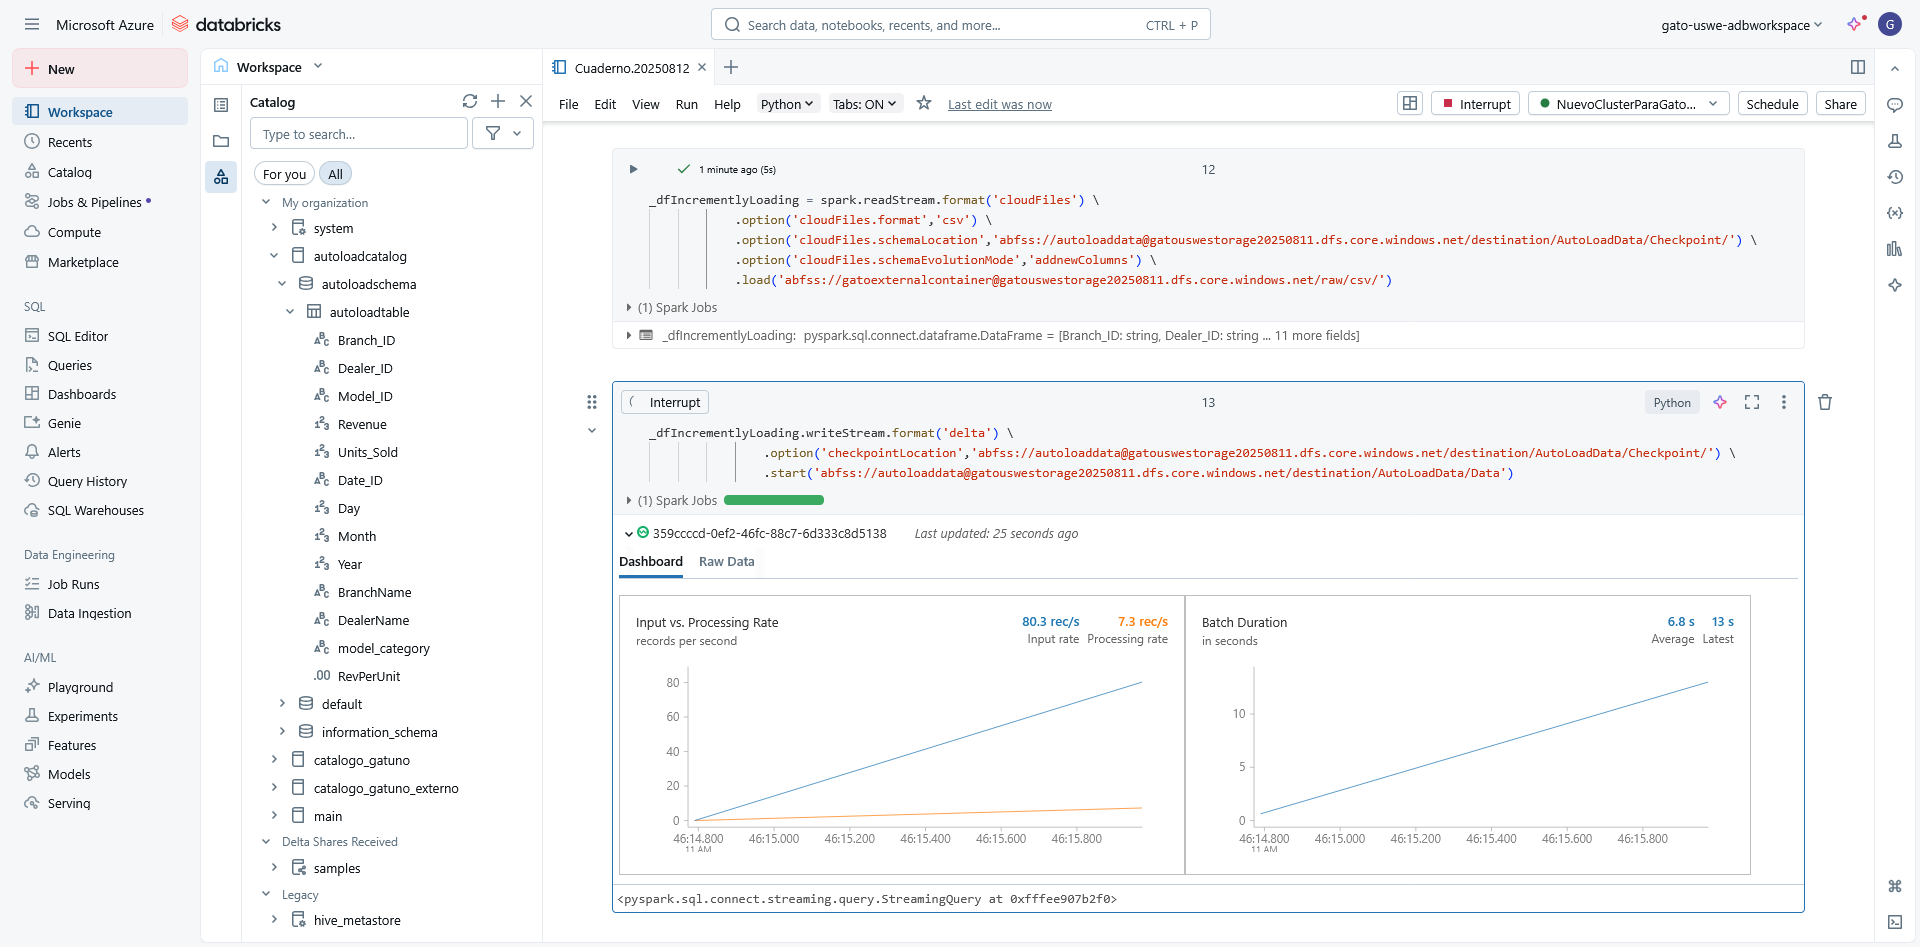 Microsoft Azure
databricks
Search data, notebooks, recents, and more...
CTRL + P
gato-uswe-adbworkspace
G
New
Workspace
Recents
Catalog
Jobs & Pipelines
Compute
Marketplace
SQL
SQL Editor
Queries
Dashboards
Genie
Alerts
Query History
SQL Warehouses
Data Engineering
Job Runs
Data Ingestion
AI/ML
Playground
Experiments
Features
Models
Serving
Workspace
Catalog
Type to search...
For you
All
My organization
system
autoloadcatalog
autoloadschema
autoloadtable
Branch_ID
Dealer_ID
Model_ID
Revenue
Units_Sold
Date_ID
Day
Month
Year
BranchName
DealerName
model_category
.00 RevPerUnit
default
information_schema
catalogo_gatuno
catalogo_gatuno_externo
main
Delta Shares Received
samples
Legacy
hive_metastore
Cuaderno.20250812
File Edit View Run Help Python Tabs: ON Last edit was now
Interrupt
NuevoClusterParaGato...
Schedule
Share
1 minute ago (5s)
12
_dfIncrementlyLoading = spark.readStream.format('cloudFiles') \
.option('cloudFiles.format','csv') \
.option('cloudFiles.schemaLocation','abfss://autoloaddata@gatouswestorage20250811.dfs.core.windows.net/destination/AutoLoadData/Checkpoint/') \
.option('cloudFiles.schemaEvolutionMode','addnewColumns') \
.load('abfss://gatoexternalcontainer@gatouswestorage20250811.dfs.core.windows.net/raw/csv/')
(1) Spark Jobs
_dfIncrementlyLoading: pyspark.sql.connect.dataframe.DataFrame = [Branch_ID: string, Dealer_ID: string ... 11 more fields]
Interrupt
13
Python
_dfIncrementlyLoading.writeStream.format('delta') \
.option('checkpointLocation','abfss://autoloaddata@gatouswestorage20250811.dfs.core.windows.net/destination/AutoLoadData/Checkpoint/') \
.start('abfss://autoloaddata@gatouswestorage20250811.dfs.core.windows.net/destination/AutoLoadData/Data')
(1) Spark Jobs
359ccccd-0ef2-46fc-88c7-6d333c8d5138 Last updated: 25 seconds ago
Dashboard Raw Data
Input vs. Processing Rate
records per second
80.3 rec/s 7.3 rec/s
Input rate Processing rate
80
60
40
20
0
46:14.800 46:15.000 46:15.200 46:15.400 46:15.600 46:15.800
11 AM
Batch Duration
in seconds
6.8 s 13 s
Average Latest
10
5
0
46:14.800 46:15.000 46:15.200 46:15.400 46:15.600 46:15.800
11 AM
<pyspark.sql.connect.streaming.query.StreamingQuery at 0xfffee907b2f0>